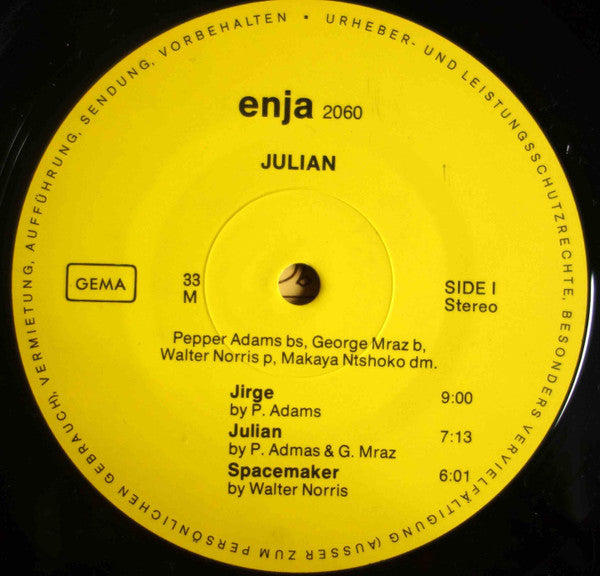 URHEBER- UND LEISTUNGSSCHUTZRECHTE, BESONDERS VERVIELFÄLTIGUNG (AUSSER ZUM PERSÖNLICHEN GEBRAUCH), VERMIETUNG, AUFFÜHRUNG, SENDUNG, VORBEHALTEN •
enja 2060
JULIAN
GEMA
33
M
SIDE I
Stereo
Pepper Adams bs, George Mraz b,
Walter Norris p, Makaya Ntshoko dm.
Jirge 9:00
by P. Adams
Julian 7:13
by P. Admas & G. Mraz
Spacemaker 6:01
by Walter Norris